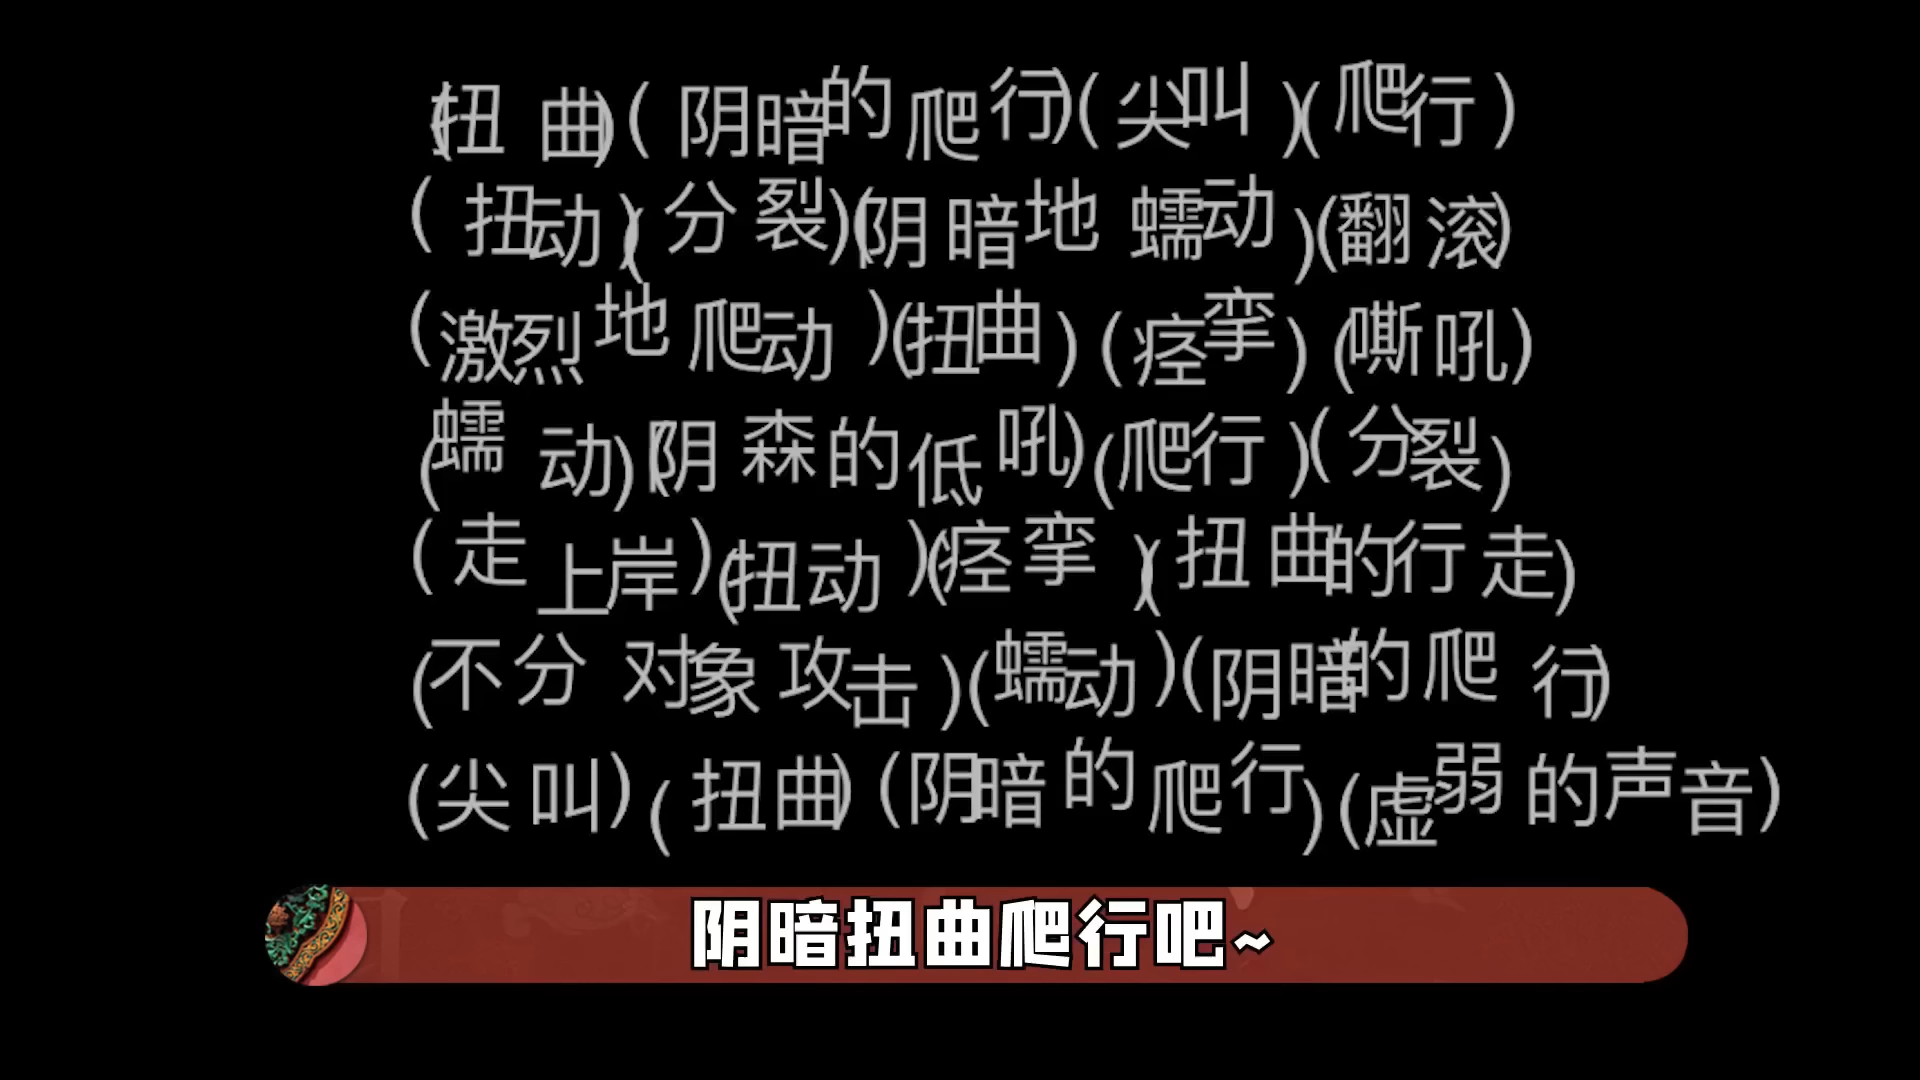 (扭曲)(阴暗的爬行)(尖叫)(爬行)
(扭动)(分裂)(阴暗地蠕动)(翻滚)
(激烈地爬动)(扭曲)(痉挛)(嘶吼)
(蠕动)(阴森的低吼)(爬行)(分裂)
(走上岸)(扭动)(痉挛)(扭曲的行走)
(不分对象攻击)(蠕动)(阴暗的爬行)
(尖叫)(扭曲)(阴暗的爬行)(虚弱的声音)
阴暗扭曲爬行吧~